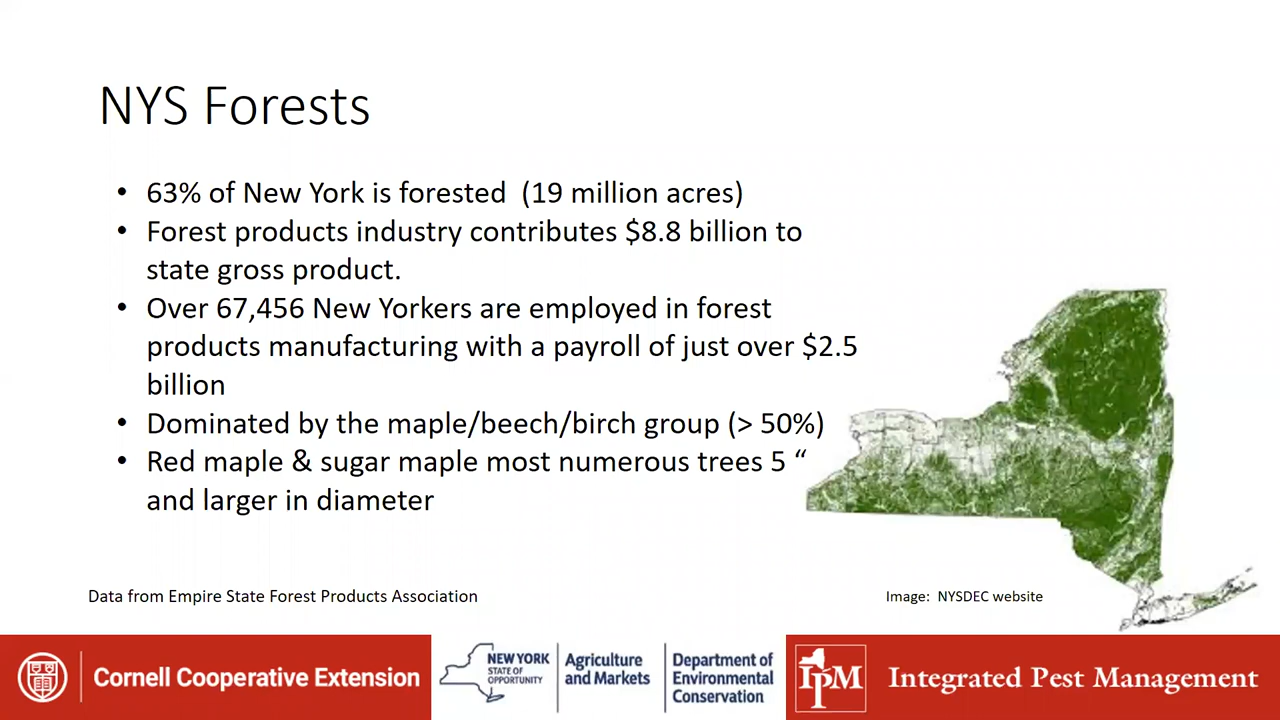 NYS Forests
• 63% of New York is forested (19 million acres)
• Forest products industry contributes $8.8 billion to
state gross product.
• Over 67,456 New Yorkers are employed in forest
products manufacturing with a payroll of just over $2.5
billion
• Dominated by the maple/beech/birch group (> 50%)
• Red maple & sugar maple most numerous trees 5 “
and larger in diameter
Data from Empire State Forest Products Association
Image: NYSDEC website
Cornell Cooperative Extension
NEW YORK
STATE OF
OPPORTUNITY
Agriculture
and Markets
Department of
Environmental
Conservation
IPM
Integrated Pest Management